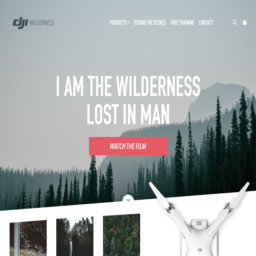 dji WILDERNESS
PRODUCTS BEHIND THE SCENES FREE TRAINING CONTACT
I AM THE WILDERNESS
LOST IN MAN
WATCH THE FILM